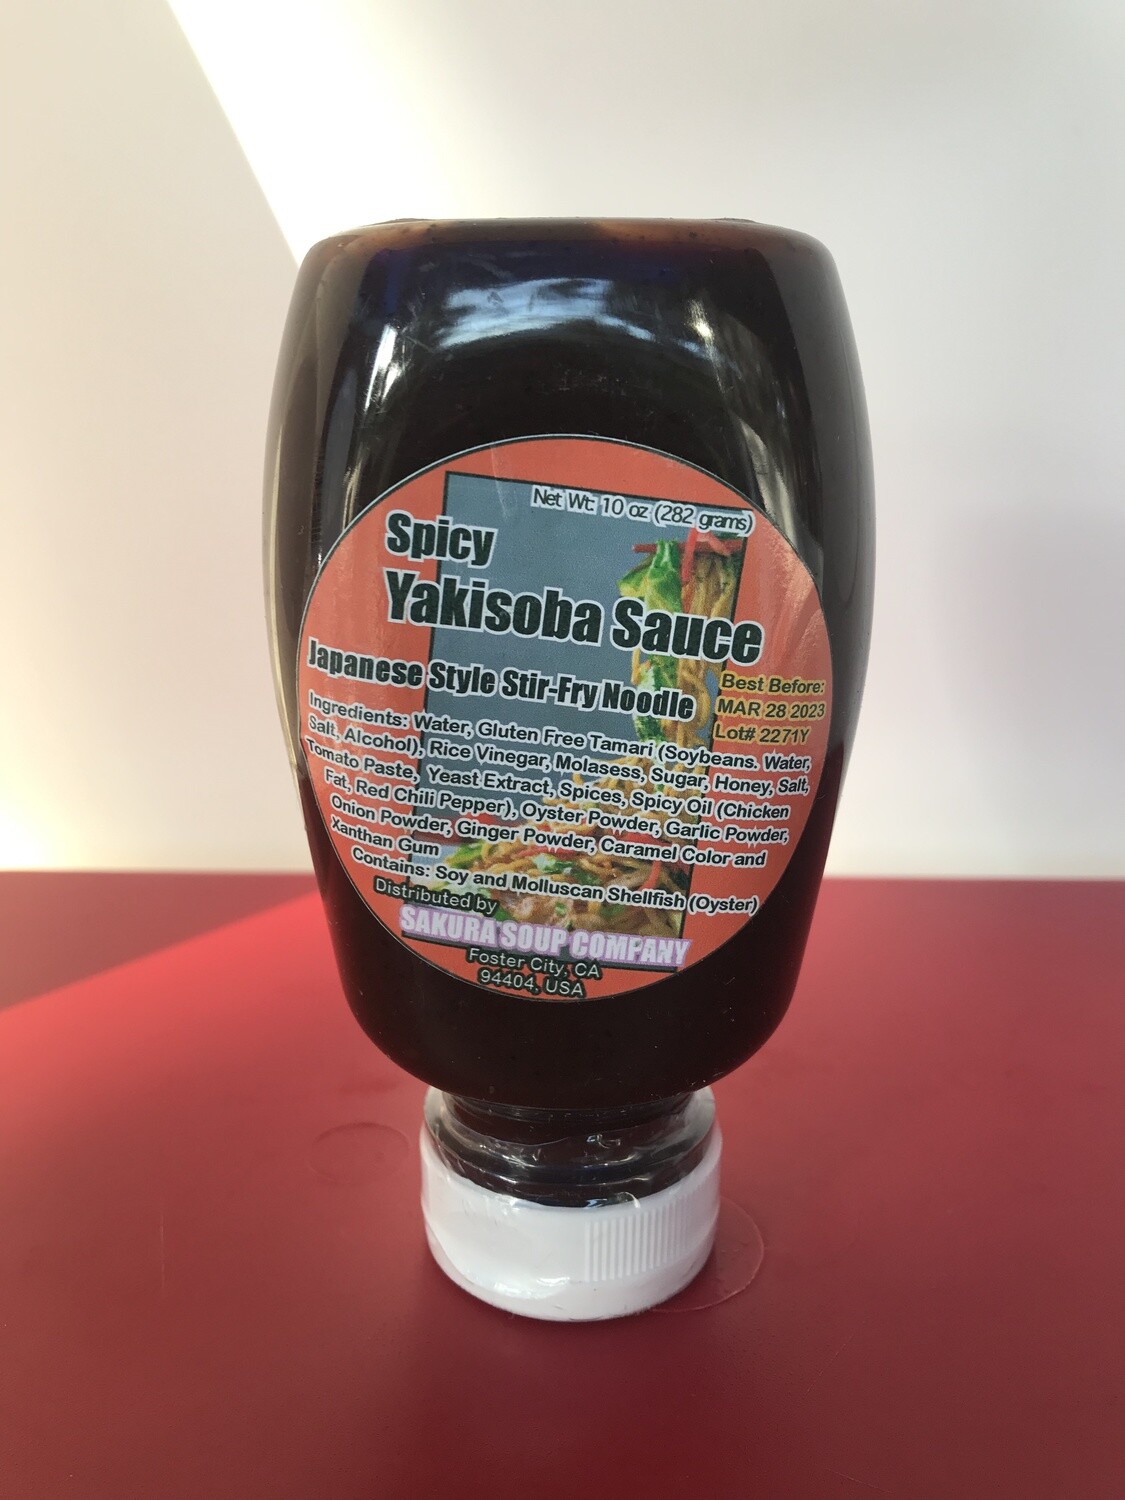 Net Wt: 10 oz (282 grams)
Spicy
Yakisoba Sauce
Japanese Style Stir-Fry Noodle
Best Before:
MAR 28 2023
Lot# 2271Y
Ingredients: Water, Gluten Free Tamari (Soybeans. Water,
Salt, Alcohol), Rice Vinegar, Molasess, Sugar, Honey, Salt,
Tomato Paste, Yeast Extract, Spices, Spicy Oil (Chicken
Fat, Red Chili Pepper), Oyster Powder, Garlic Powder,
Onion Powder, Ginger Powder, Caramel Color and
Xanthan Gum
Contains: Soy and Molluscan Shellfish (Oyster)
Distributed by
SAKURA SOUP COMPANY
Foster City, CA
94404, USA